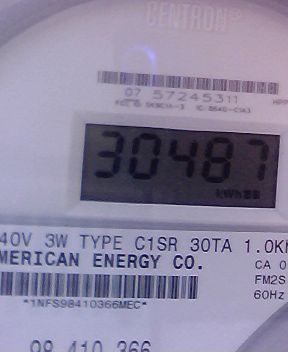 CENTRON®
07 57245311
30487
kWh
40V 3W TYPE C1SR 30TA 1.0K
MERICAN ENERGY CO.
CA 0
FM2S
60Hz
*1NFS98410366MEC*
98 410 366